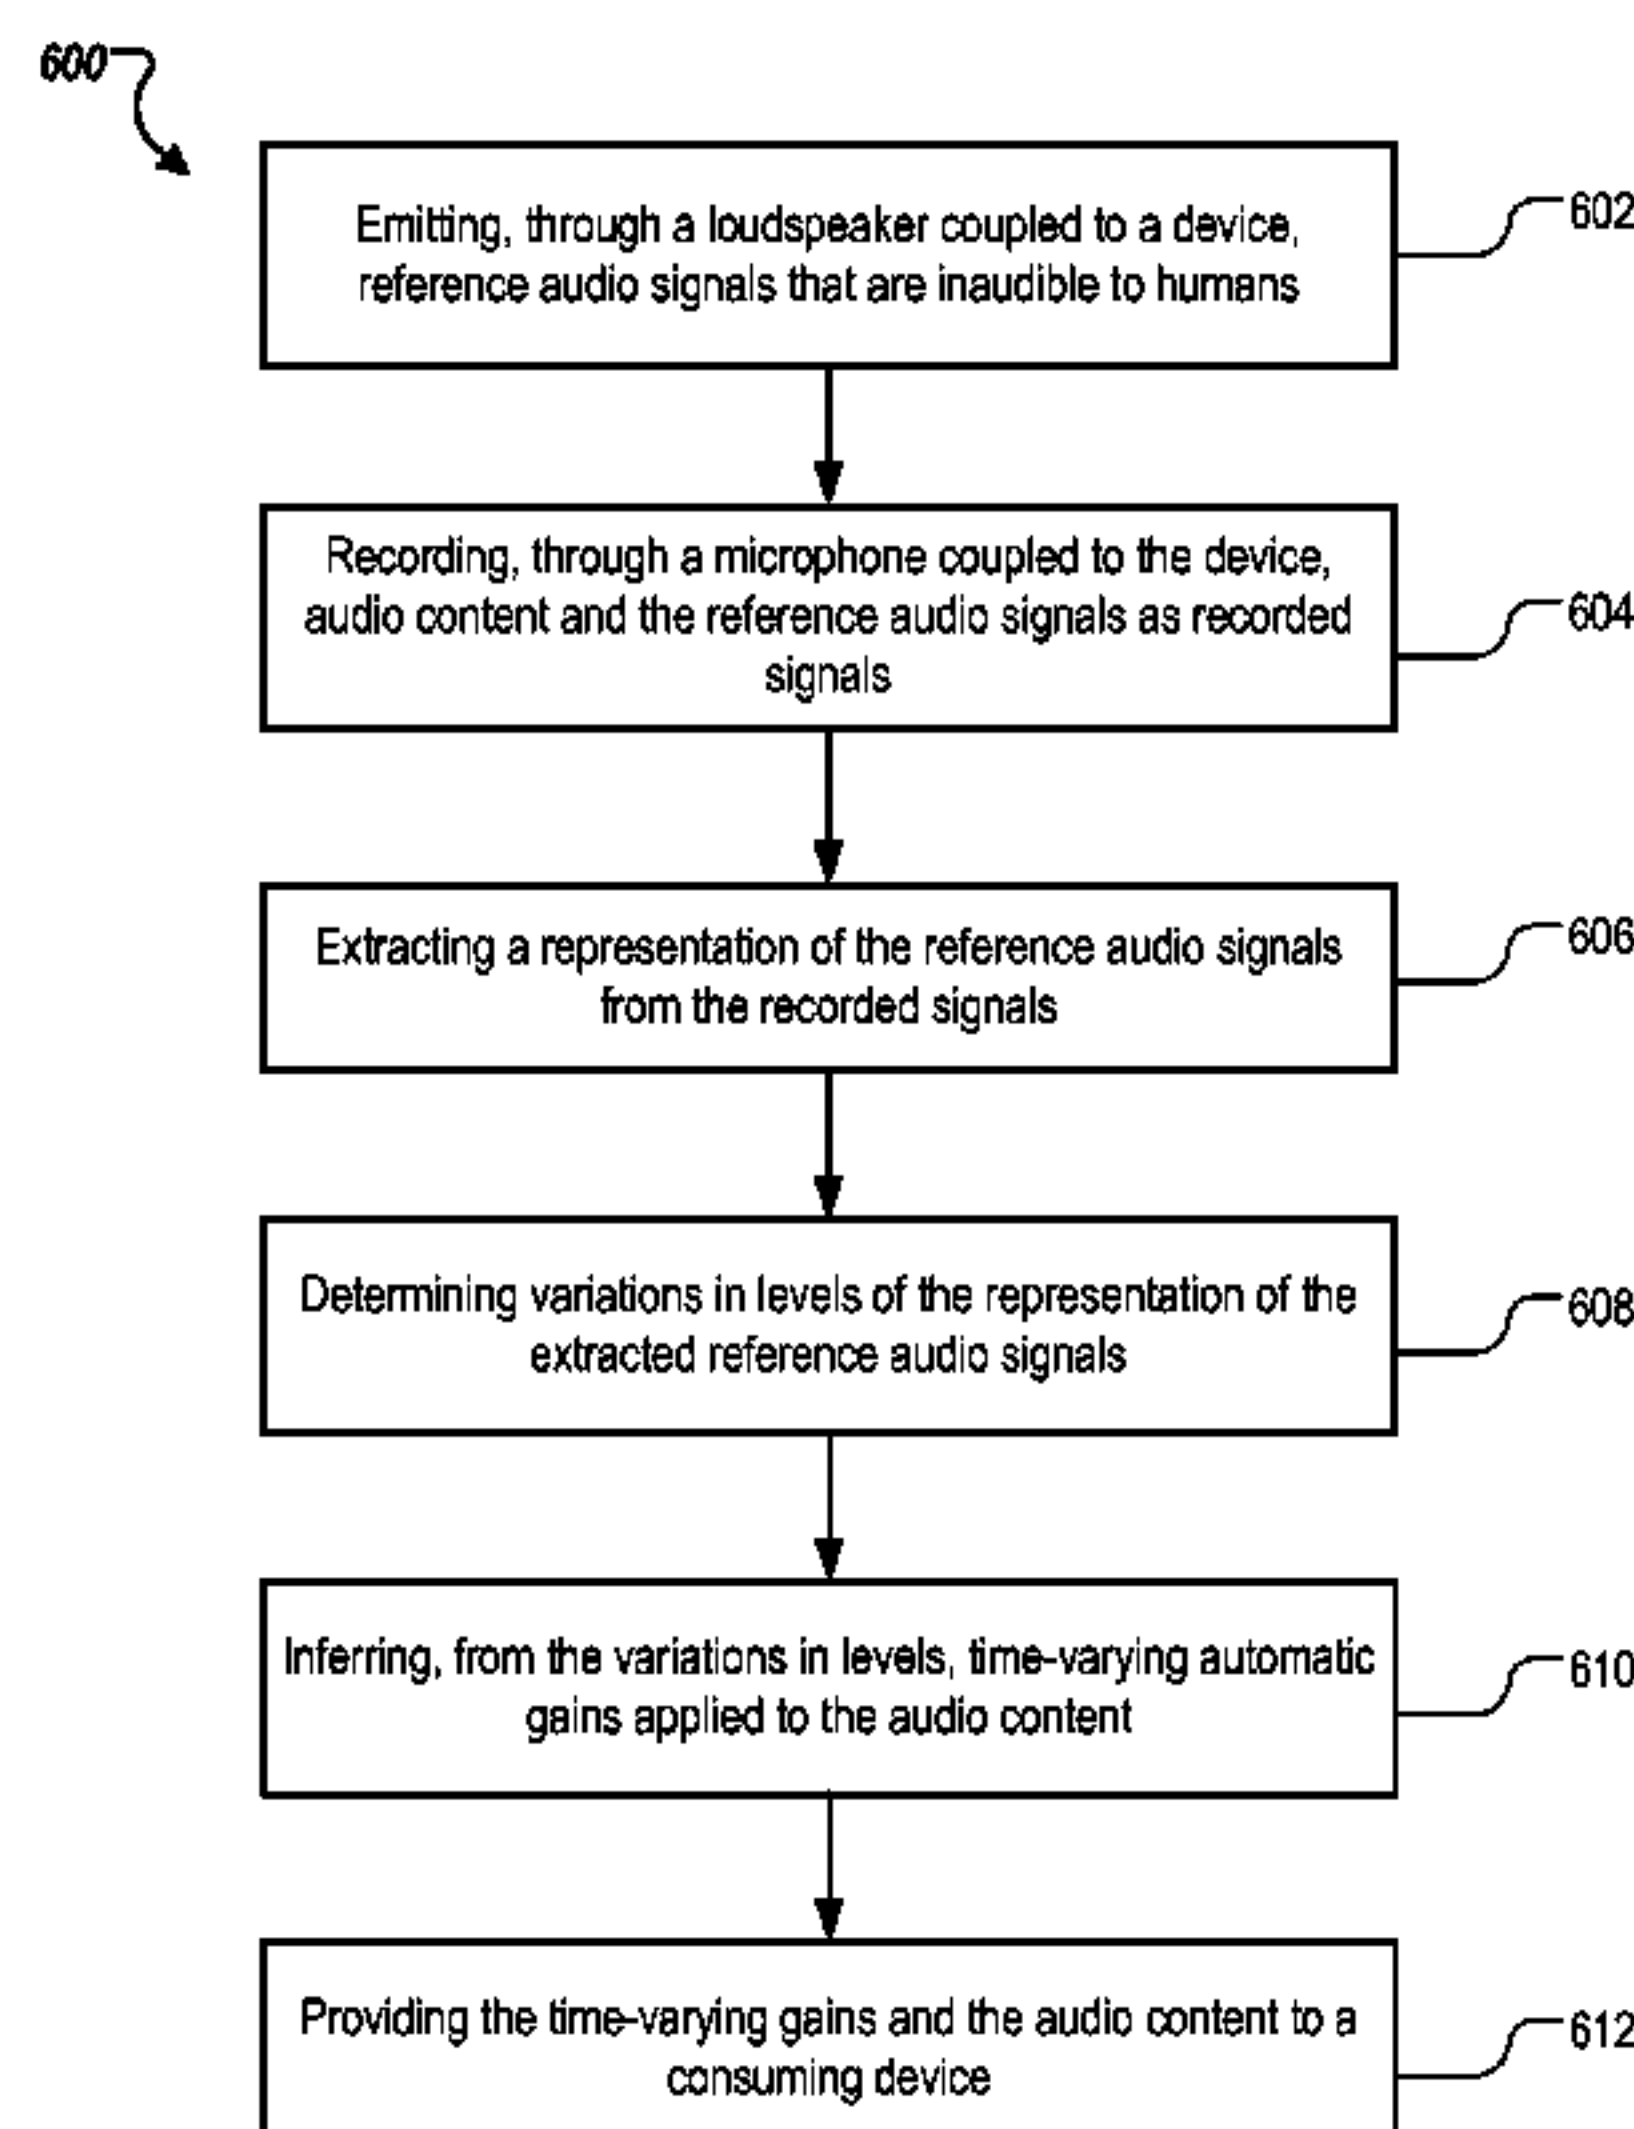 600
Emitting, through a loudspeaker coupled to a device,
reference audio signals that are inaudible to humans
602
Recording, through a microphone coupled to the device,
audio content and the reference audio signals as recorded
signals
604
Extracting a representation of the reference audio signals
from the recorded signals
606
Determining variations in levels of the representation of the
extracted reference audio signals
608
Inferring, from the variations in levels, time-varying automatic
gains applied to the audio content
610
Providing the time-varying gains and the audio content to a
consuming device
612